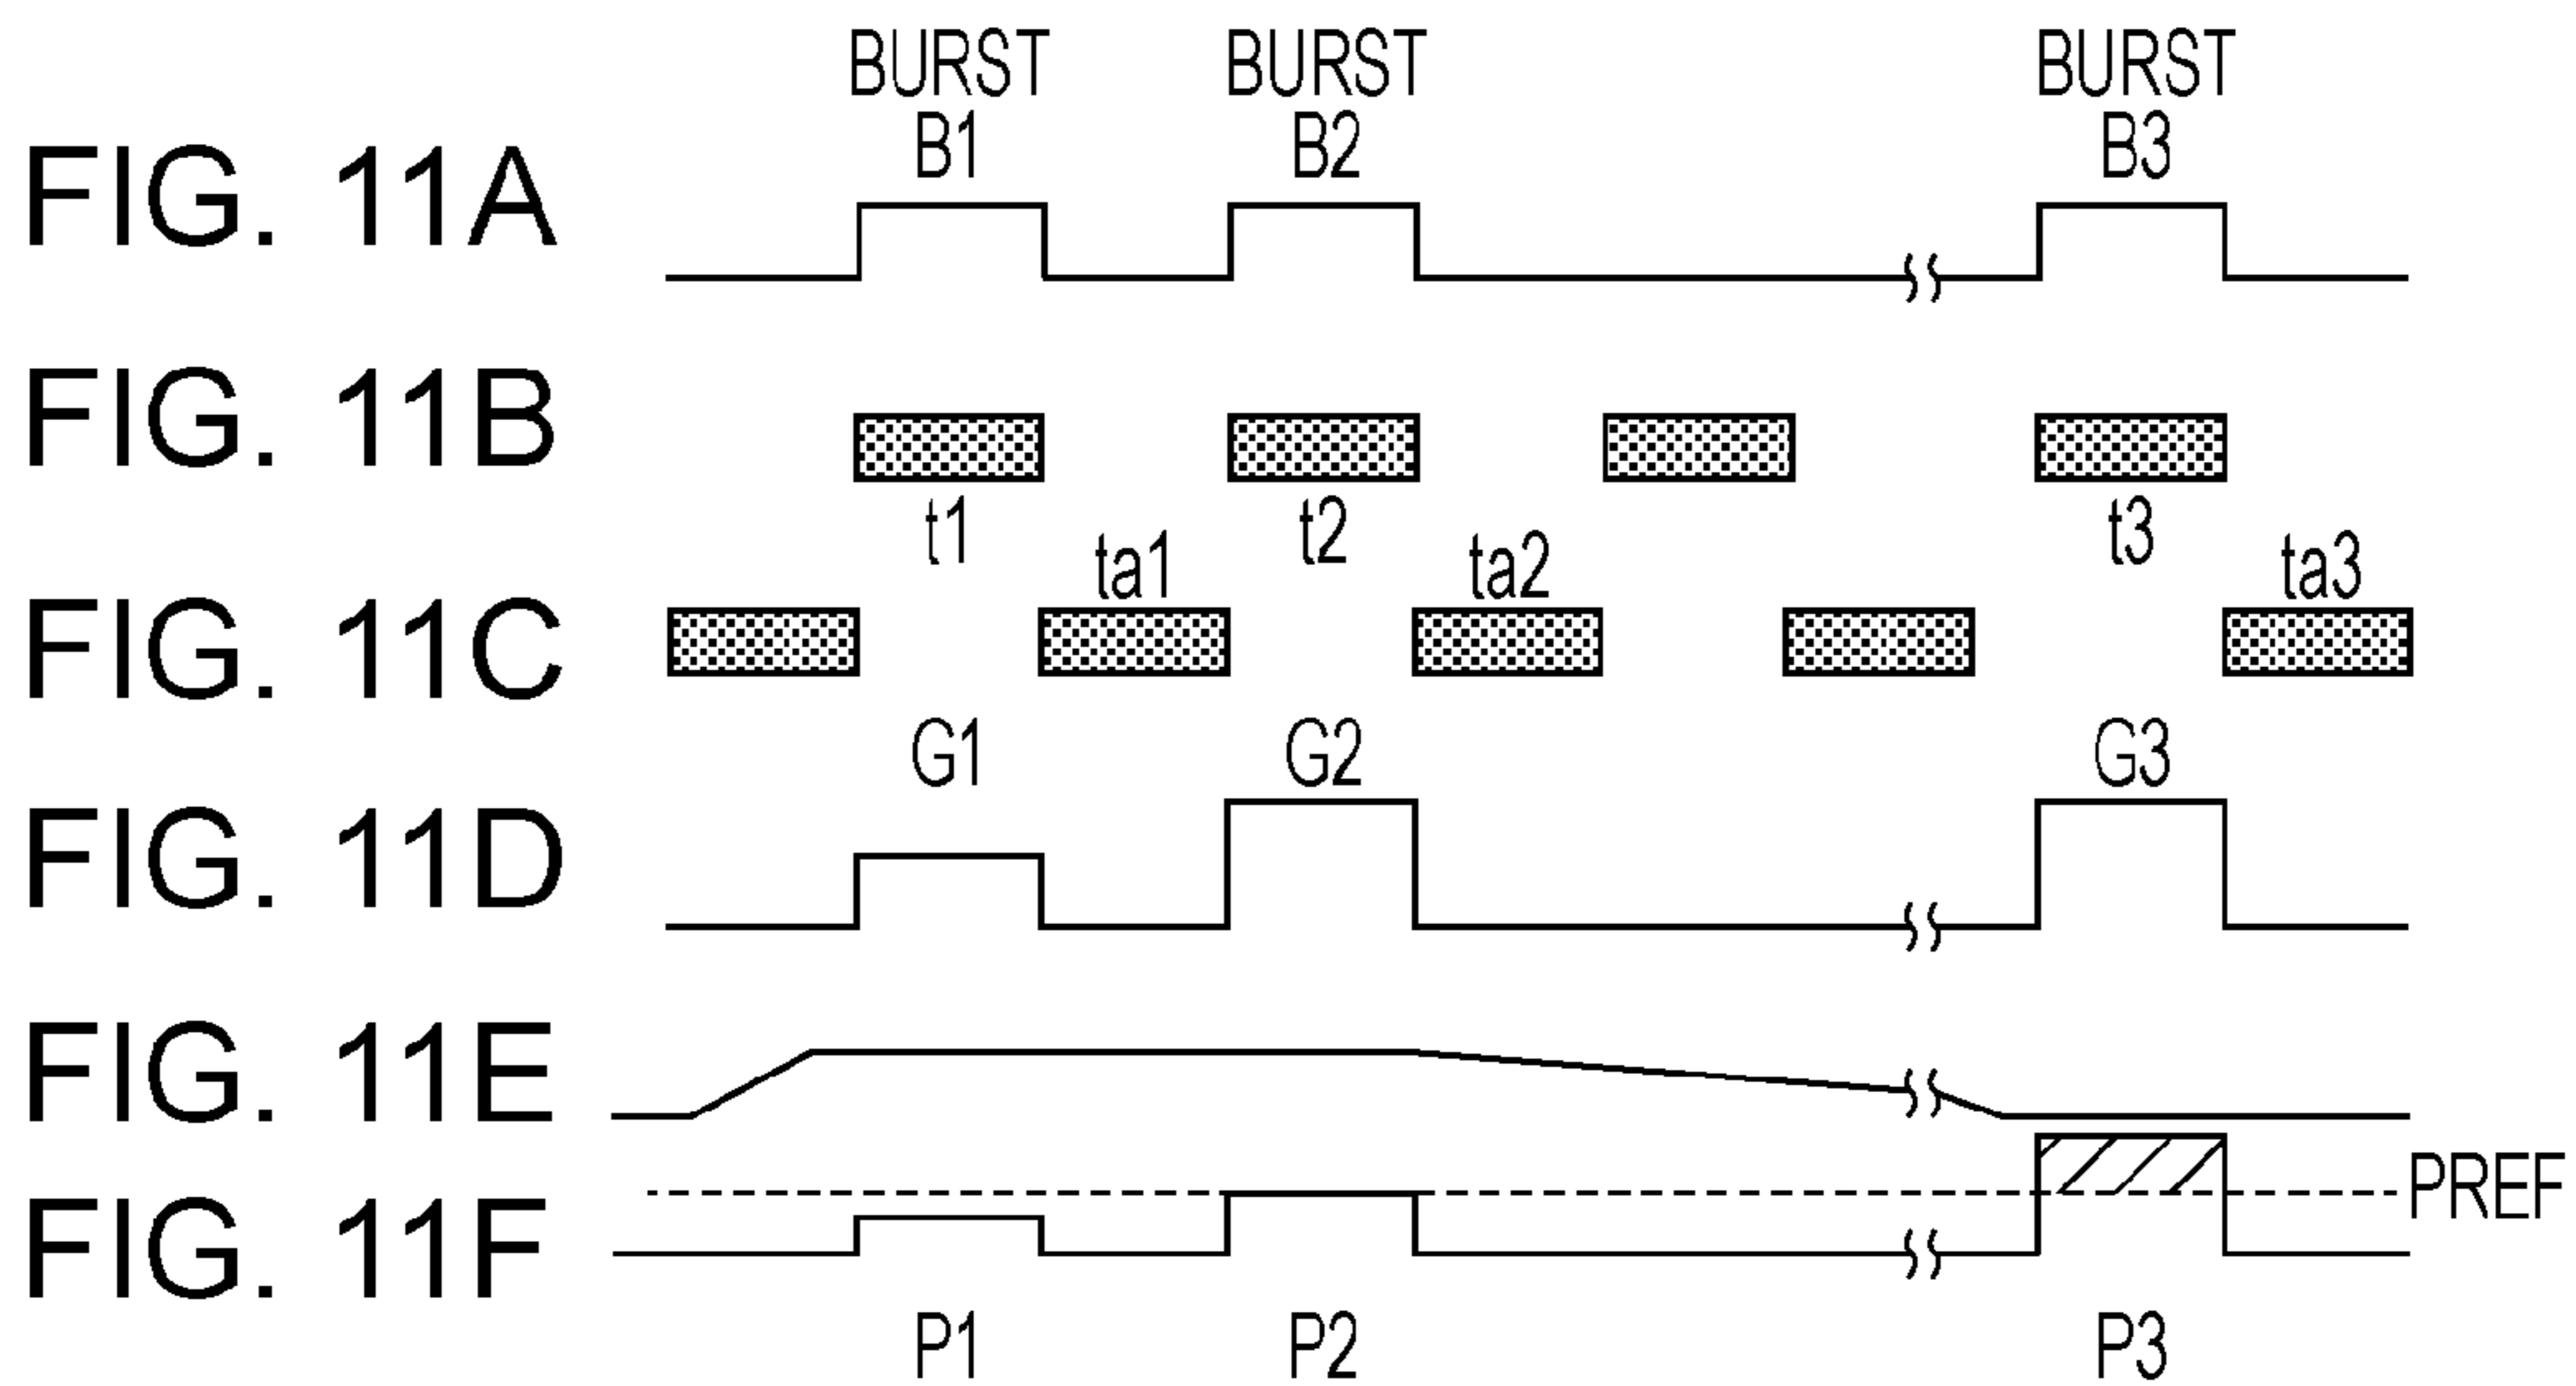 BURST BURST BURST
B1 B2 B3
FIG. 11A
FIG. 11B
t1 t2 t3
ta1 ta2 ta3
FIG. 11C
G1 G2 G3
FIG. 11D
FIG. 11E
PREF
FIG. 11F
P1 P2 P3